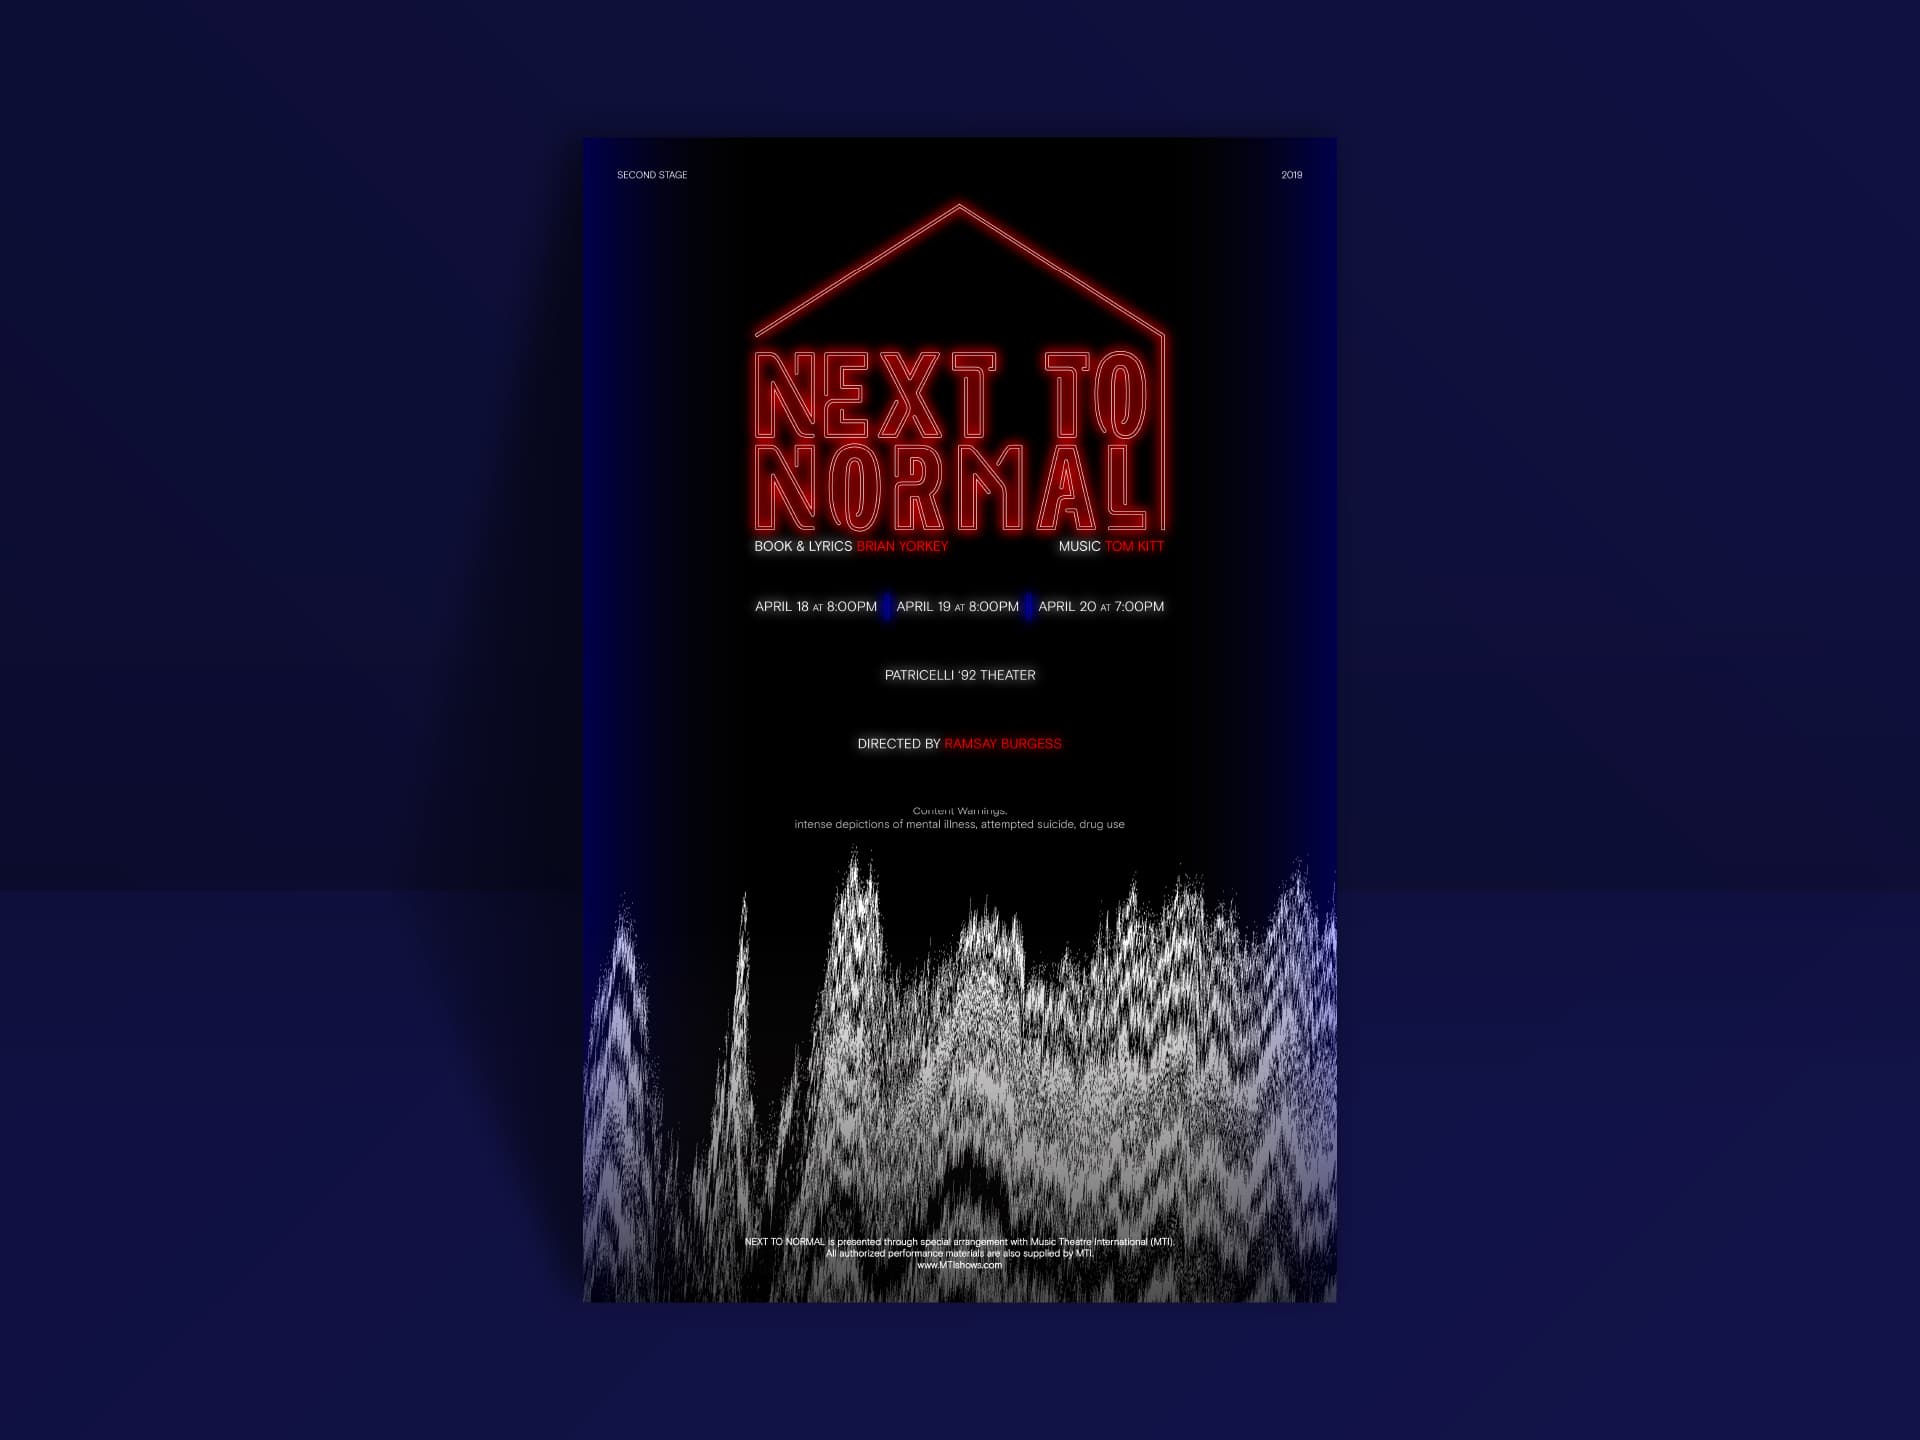 SECOND STAGE 2019
NEXT TO
NORMAL
BOOK & LYRICS BRIAN YORKEY MUSIC TOM KITT
APRIL 18 AT 8:00PM APRIL 19 AT 8:00PM APRIL 20 AT 7:00PM
PATRICELLI ‘92 THEATER
DIRECTED BY RAMSAY BURGESS
Content Warnings:
intense depictions of mental illness, attempted suicide, drug use
NEXT TO NORMAL is presented through special arrangement with Music Theatre International (MTI).
All authorized performance materials are also supplied by MTI.
www.MTIshows.com